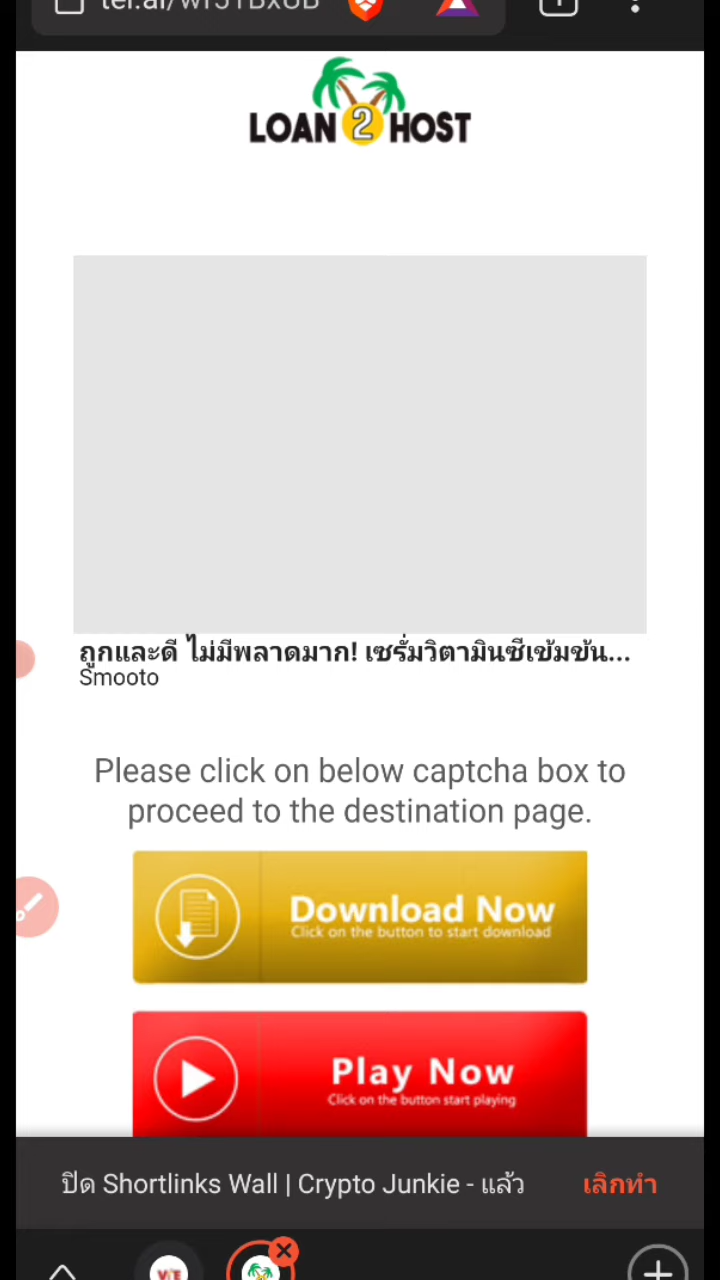 LOAN 2 HOST
ถูกและดี ไม่มีพลาดมาก! เซรั่มวิตามินซีเข้มข้น...
Smooto
Please click on below captcha box to
proceed to the destination page.
Download Now
Click on the button to start download
Play Now
Click on the button start playing
ปิด Shortlinks Wall | Crypto Junkie - แล้ว
เลิกทำ